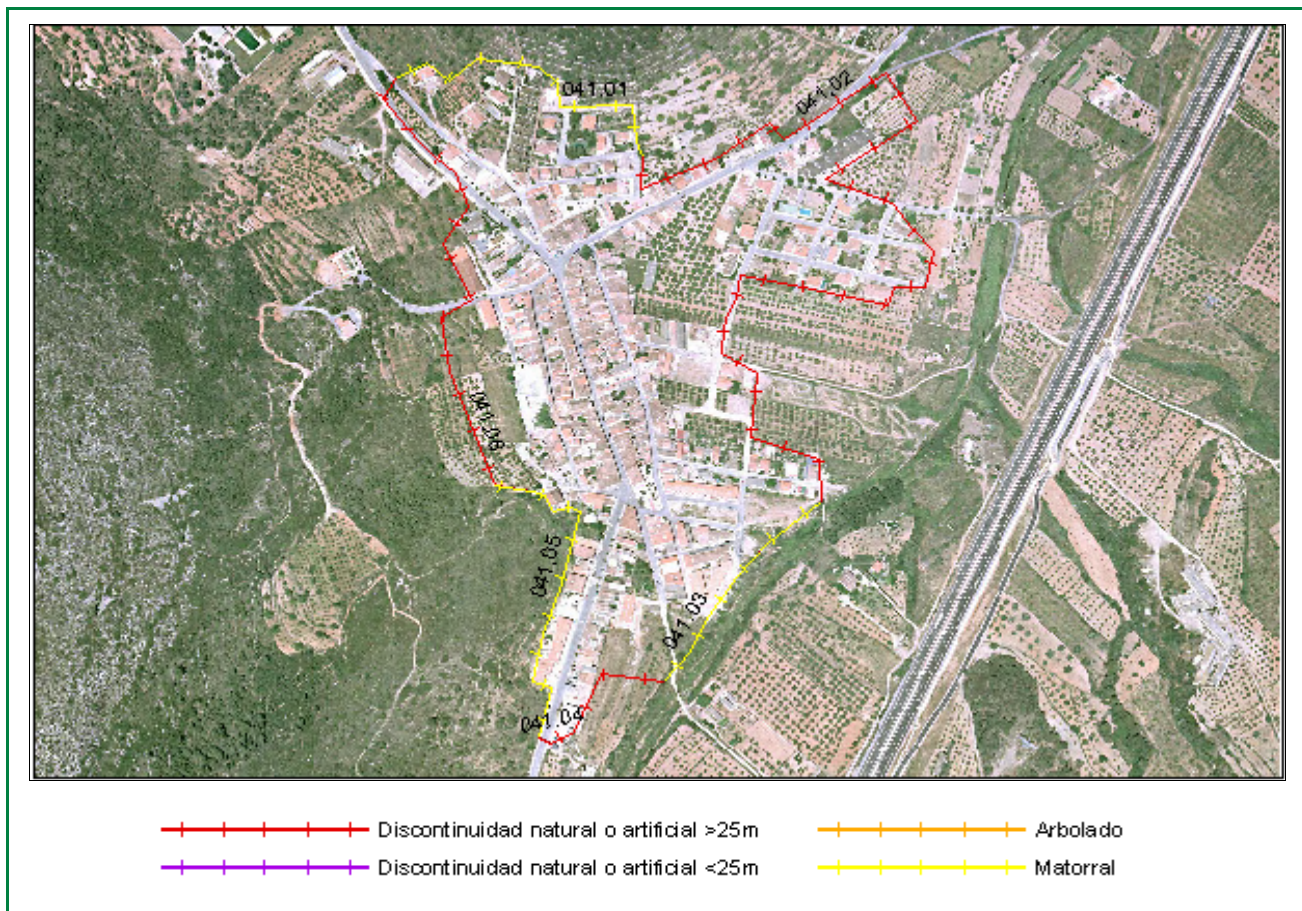 041,01
041,02
041,06
041,05
041,03
041,04
Discontinuidad natural o artificial >25m
Arbolado
Discontinuidad natural o artificial <25m
Matorral